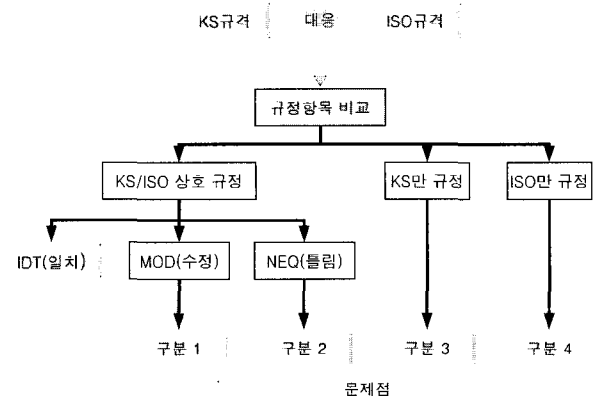 KS규격 대응 ISO규격
규정항목 비교
KS/ISO 상호 규정 KS만 규정 ISO만 규정
IDT(일치) MOD(수정) NEQ(틀림)
구분 1 구분 2 구분 3 구분 4
문제점